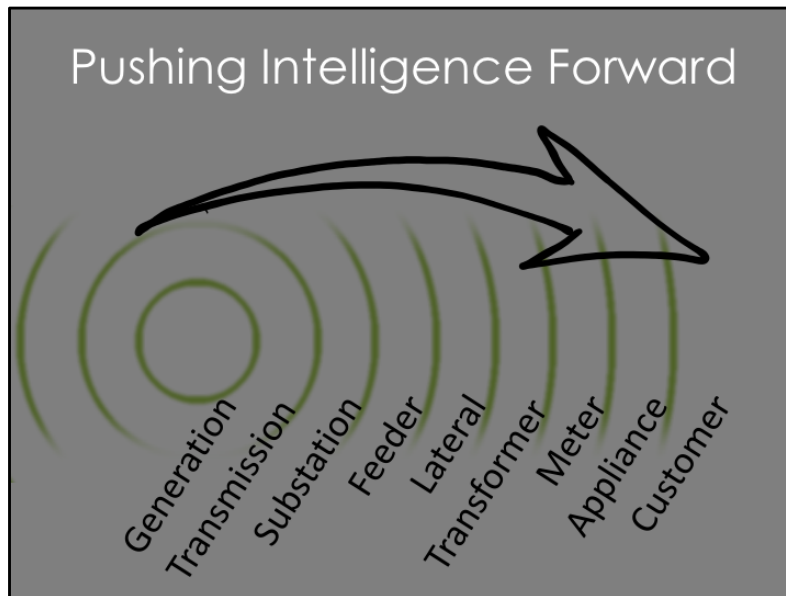 Pushing Intelligence Forward
Generation
Transmission
Substation
Feeder
Lateral
Transformer
Meter
Appliance
Customer